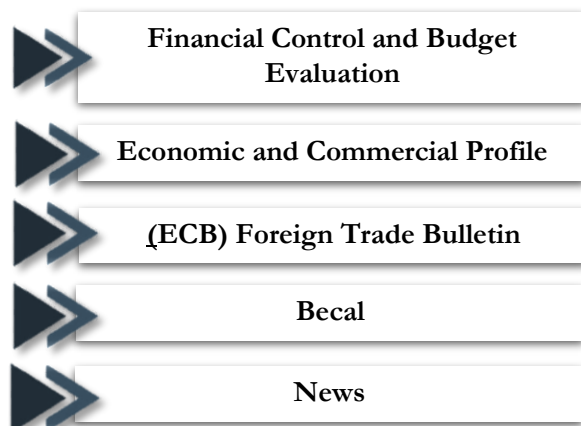 Financial Control and Budget
Evaluation
Economic and Commercial Profile
(ECB) Foreign Trade Bulletin
Becal
News